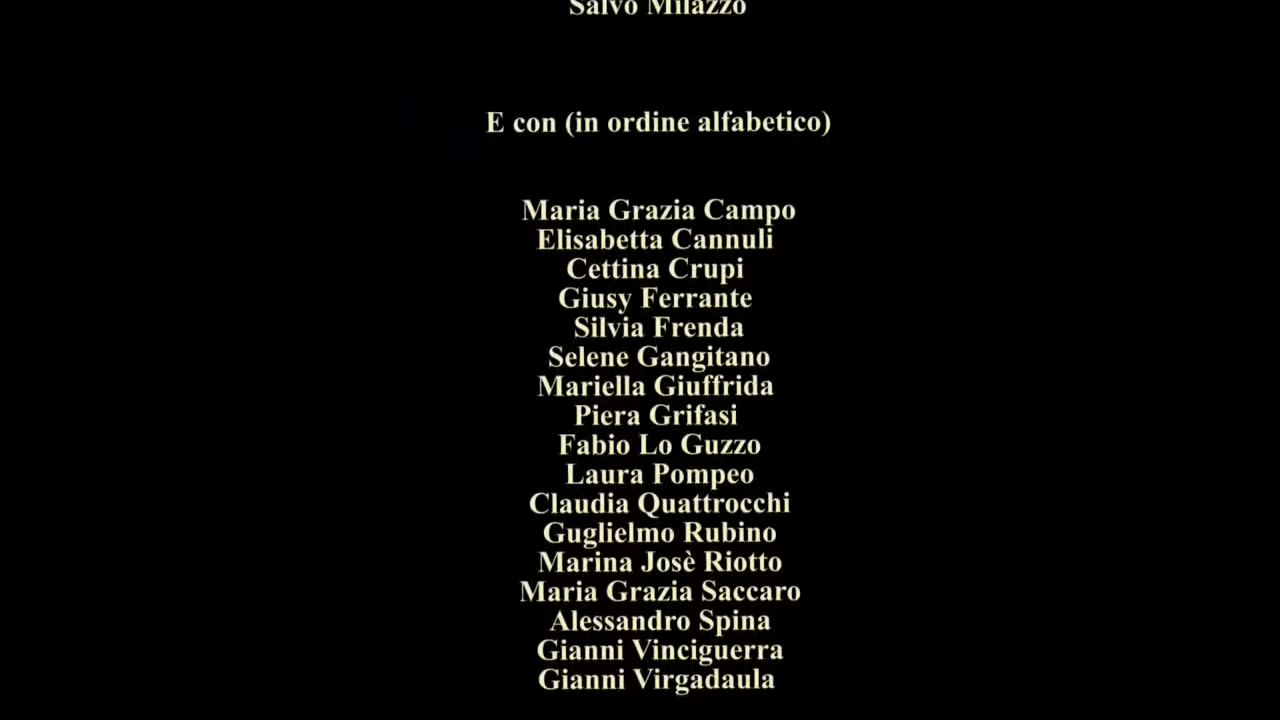 Salvo Milazzo
E con (in ordine alfabetico)
Maria Grazia Campo
Elisabetta Cannuli
Cettina Crupi
Giusy Ferrante
Silvia Frenda
Selene Gangitano
Mariella Giuffrida
Piera Grifasi
Fabio Lo Guzzo
Laura Pompeo
Claudia Quattrocchi
Guglielmo Rubino
Marina Josè Riotto
Maria Grazia Saccaro
Alessandro Spina
Gianni Vinciguerra
Gianni Virgadaula